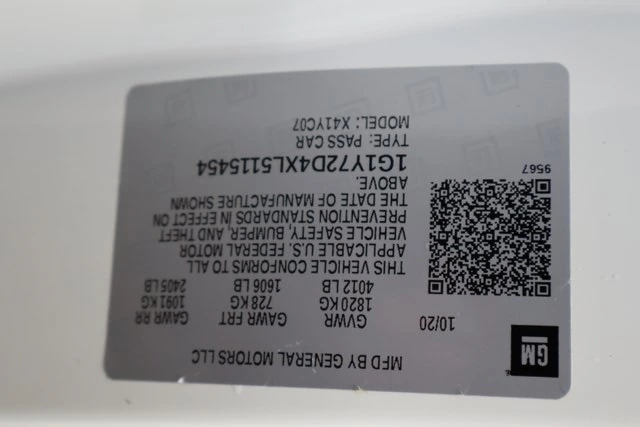 MFD BY GENERAL MOTORS LLC
GM
10/20 GVWR GAWR FRT GAWR RR
1820 KG 728 KG 1091 KG
4012 LB 1606 LB 2405 LB
THIS VEHICLE CONFORMS TO ALL
APPLICABLE U.S. FEDERAL MOTOR
VEHICLE SAFETY, BUMPER, AND THEFT
PREVENTION STANDARDS IN EFFECT ON
THE DATE OF MANUFACTURE SHOWN
ABOVE.
1G1Y72D4XL5115454
TYPE: PASS CAR
MODEL: X41YC07
9567